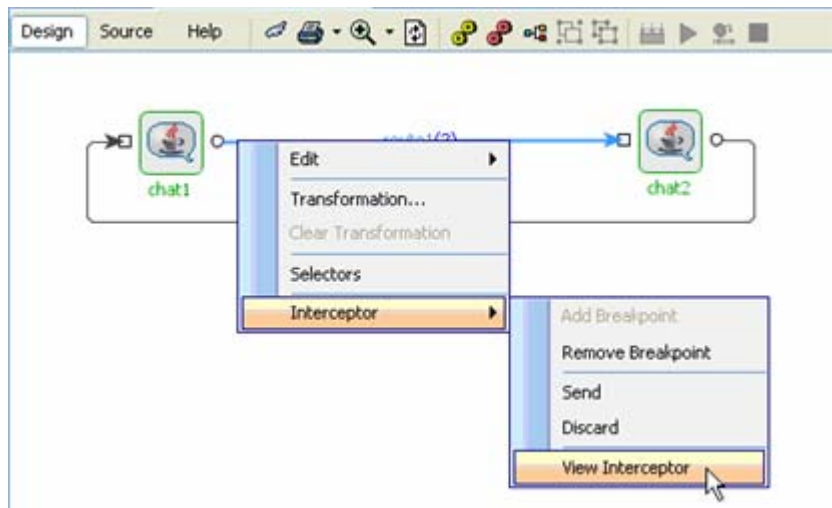 Design Source Help
chat1
chat2
Edit
Transformation...
Clear Transformation
Selectors
Interceptor
Add Breakpoint
Remove Breakpoint
Send
Discard
View Interceptor